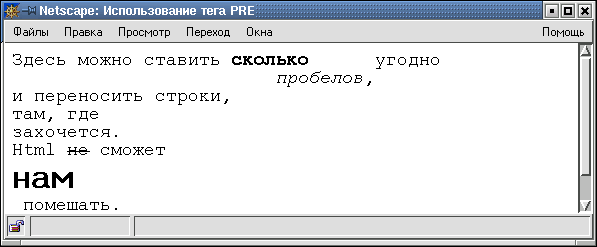 Netscape: Использование тега PRE
Файлы Правка Просмотр Переход Окна Помощь
Здесь можно ставить сколько      угодно
                        пробелов,
и переносить строки,
там, где
захочется.
Html не сможет
нам
 помешать.